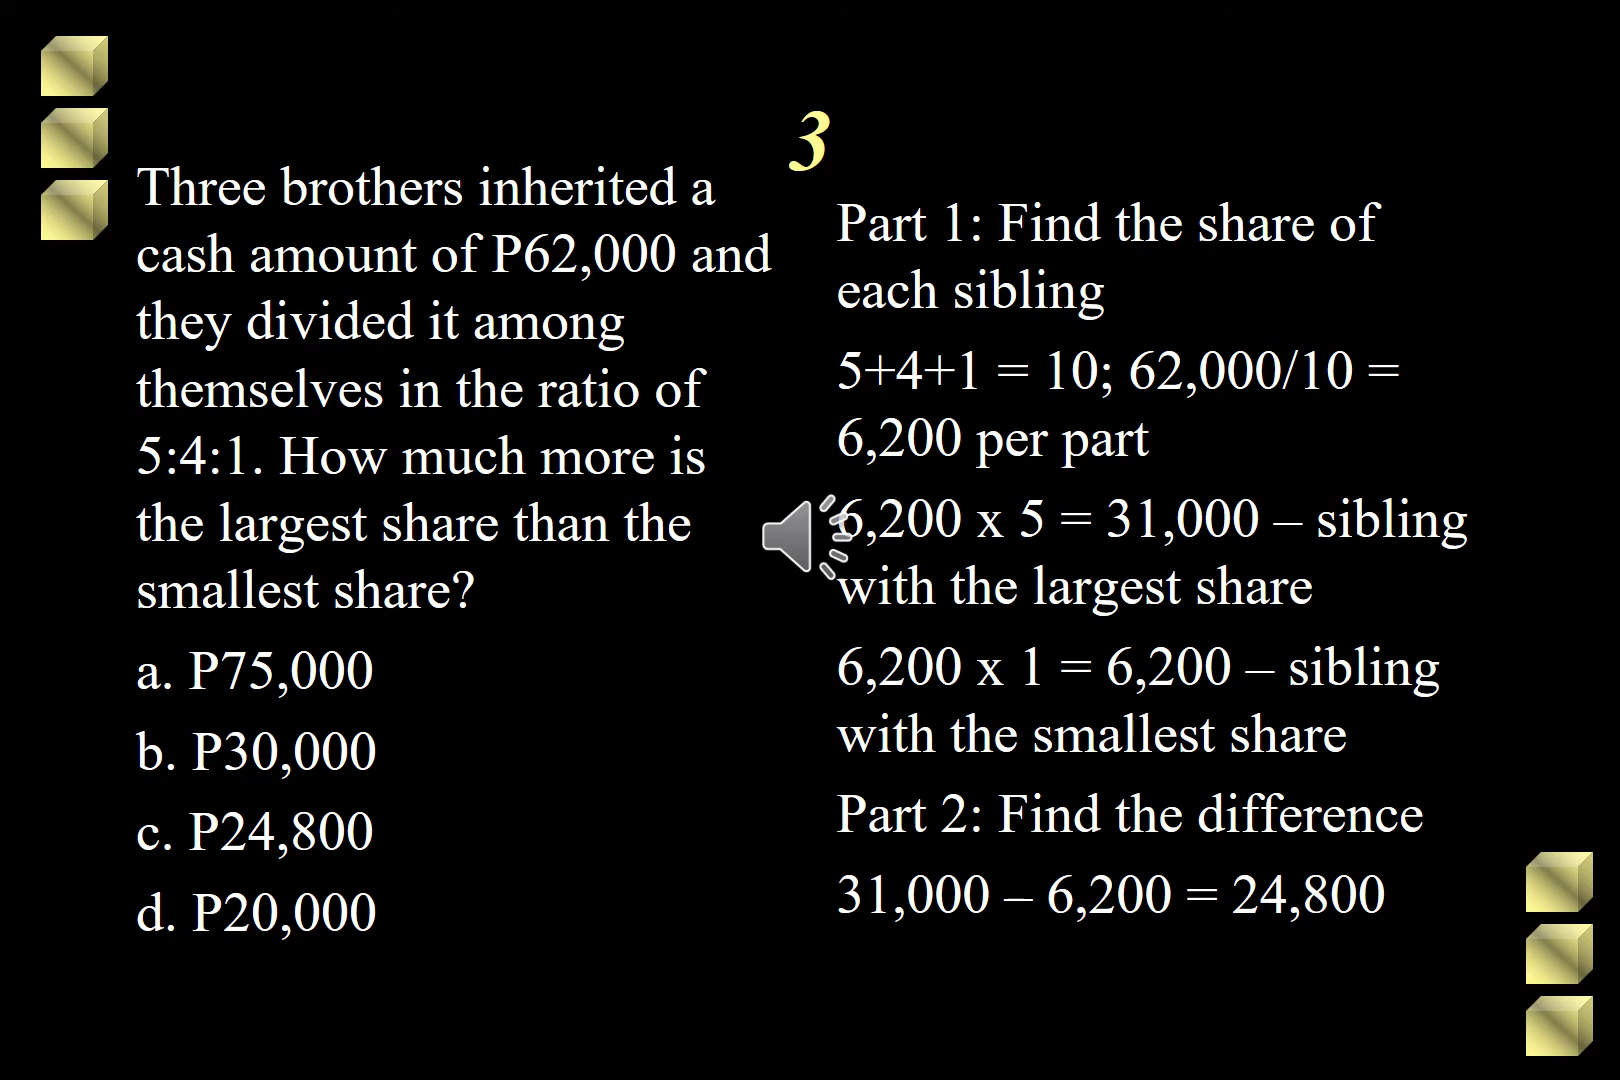 3
Three brothers inherited a
cash amount of P62,000 and
they divided it among
themselves in the ratio of
5:4:1. How much more is
the largest share than the
smallest share?
a. P75,000
b. P30,000
c. P24,800
d. P20,000
Part 1: Find the share of
each sibling
5+4+1 = 10; 62,000/10 =
6,200 per part
6,200 x 5 = 31,000 – sibling
with the largest share
6,200 x 1 = 6,200 – sibling
with the smallest share
Part 2: Find the difference
31,000 – 6,200 = 24,800